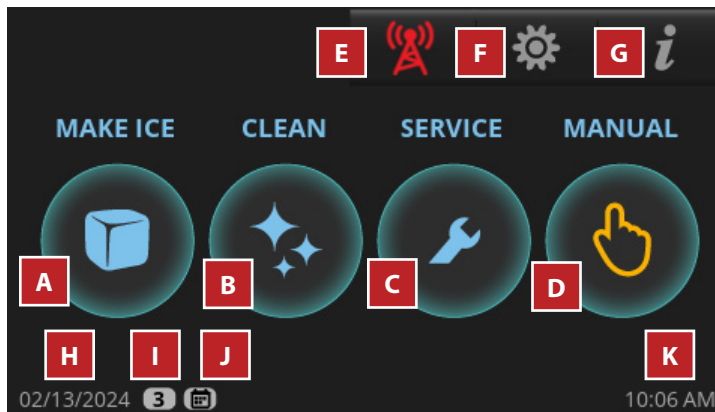 E F G i
MAKE ICE CLEAN SERVICE MANUAL
A B C D
H I J K
02/13/2024 3 10:06 AM